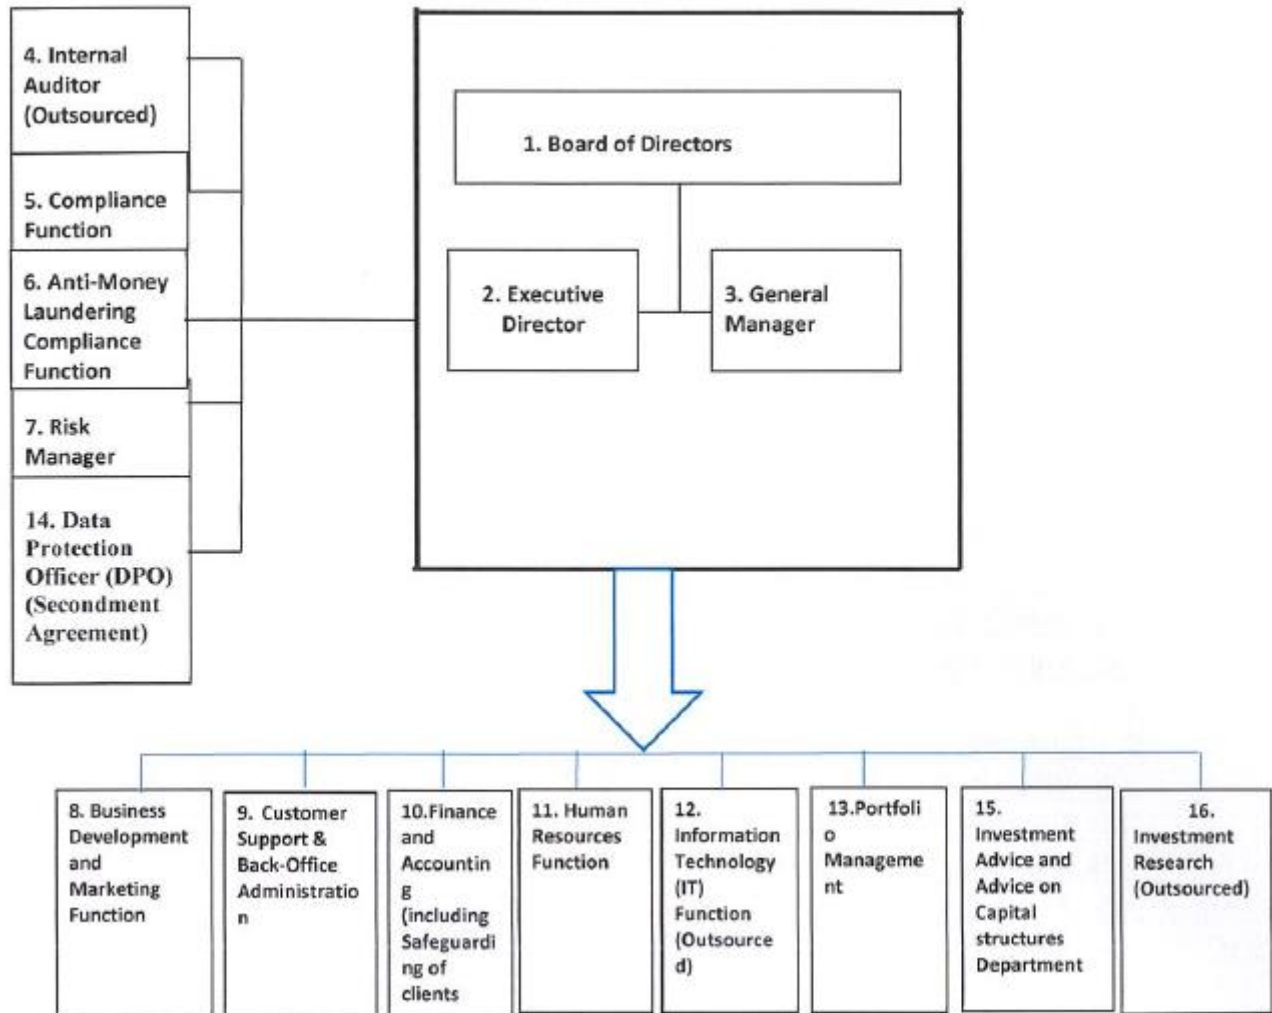 4. Internal
Auditor
(Outsourced)
5. Compliance
Function
6. Anti-Money
Laundering
Compliance
Function
7. Risk
Manager
14. Data
Protection
Officer (DPO)
(Secondment
Agreement)
1. Board of Directors
2. Executive
Director
3. General
Manager
8. Business
Development
and
Marketing
Function
9. Customer
Support &
Back-Office
Administratio
n
10.Finance
and
Accountin
g
(including
Safeguardi
ng of
clients
11. Human
Resources
Function
12.
Information
Technology
(IT)
Function
(Outsource
d)
13.Portfoli
o
Manageme
nt
15.
Investment
Advice and
Advice on
Capital
structures
Department
16.
Investment
Research
(Outsourced)